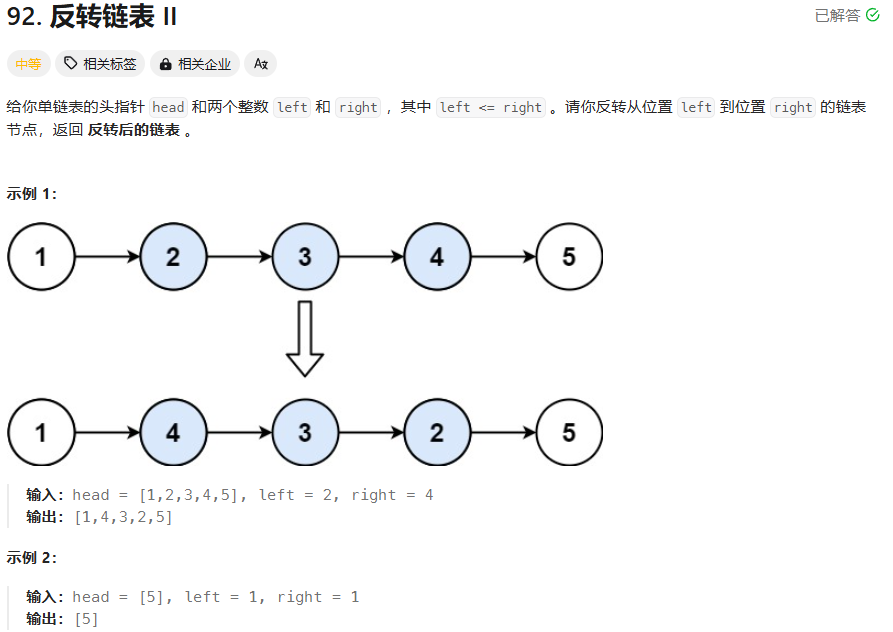 92. 反转链表 II
已解答
中等 相关标签 相关企业 Aあ
给你单链表的头指针 head 和两个整数 left 和 right ，其中 left <= right 。请你反转从位置 left 到位置 right 的链表
节点，返回 反转后的链表 。
示例 1：
1 2 3 4 5
1 4 3 2 5
输入：head = [1,2,3,4,5], left = 2, right = 4
输出：[1,4,3,2,5]
示例 2：
输入：head = [5], left = 1, right = 1
输出：[5]